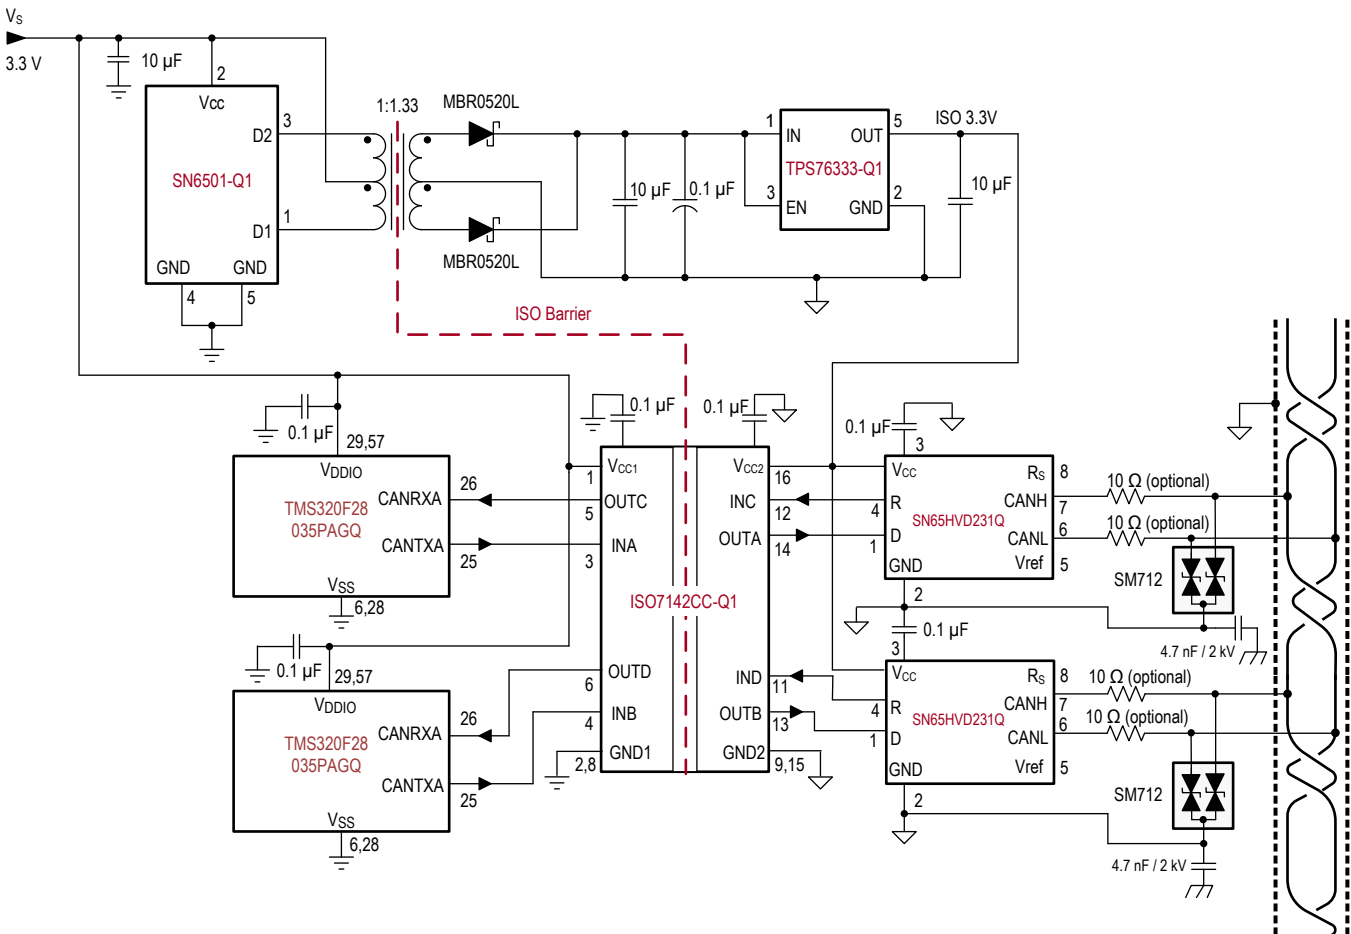 VS
3.3 V
10 µF
2
Vcc
D2
3
SN6501-Q1
D1
1
GND
GND
4
5
1:1.33
MBR0520L
MBR0520L
10 µF
0.1 µF
1
IN
OUT
5
TPS76333-Q1
3
EN
GND
2
ISO 3.3V
10 µF
ISO Barrier
0.1 µF
29,57
VDDIO
TMS320F28
035PAGQ
CANRXA
26
CANTXA
25
VSS
6,28
0.1 µF
29,57
VDDIO
TMS320F28
035PAGQ
CANRXA
26
CANTXA
25
VSS
6,28
0.1 µF
0.1 µF
VCC1
1
OUTC
5
INA
3
ISO7142CC-Q1
OUTD
6
INB
4
GND1
2,8
VCC2
16
INC
12
OUTA
14
IND
11
OUTB
13
GND2
9,15
0.1 µF
3
VCC
RS
8
R
4
SN65HVD231Q
CANH
7
D
1
CANL
6
GND
2
Vref
5
10 Ω (optional)
10 Ω (optional)
SM712
4.7 nF / 2 kV
0.1 µF
3
VCC
RS
8
R
4
SN65HVD231Q
CANH
7
D
1
CANL
6
GND
2
Vref
5
10 Ω (optional)
10 Ω (optional)
SM712
4.7 nF / 2 kV